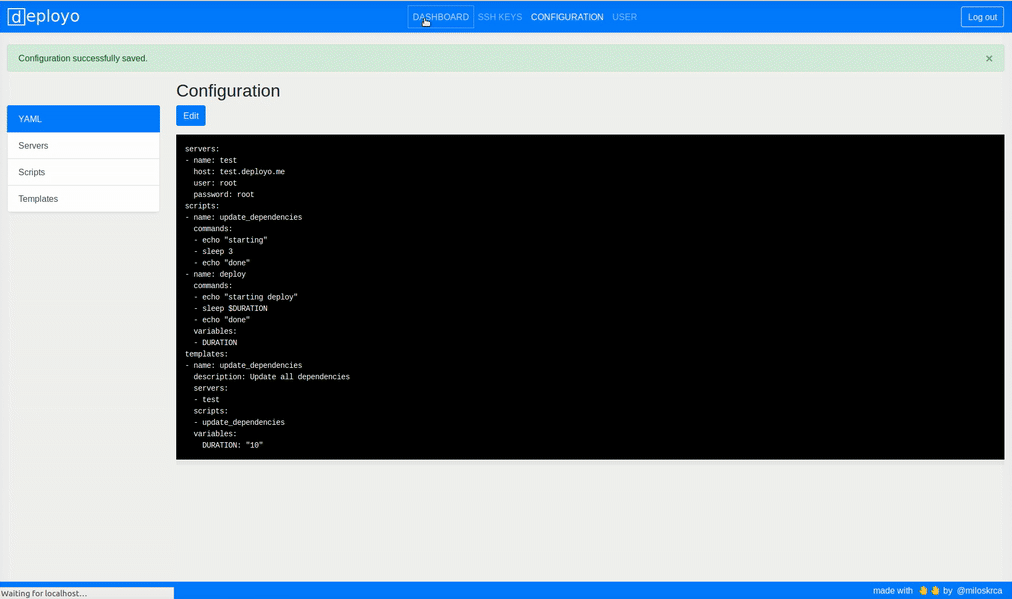 deployo
DASHBOARD SSH KEYS CONFIGURATION USER
Log out
Configuration successfully saved. ×
Configuration
Edit
YAML
Servers
Scripts
Templates
servers:
- name: test
  host: test.deployo.me
  user: root
  password: root
scripts:
- name: update_dependencies
  commands:
  - echo "starting"
  - sleep 3
  - echo "done"
- name: deploy
  commands:
  - echo "starting deploy"
  - sleep $DURATION
  - echo "done"
  variables:
  - DURATION
templates:
- name: update_dependencies
  description: Update all dependencies
  servers:
  - test
  scripts:
  - update_dependencies
  variables:
    DURATION: "10"
made with 🤚🤚 by @miloskrca
Waiting for localhost...